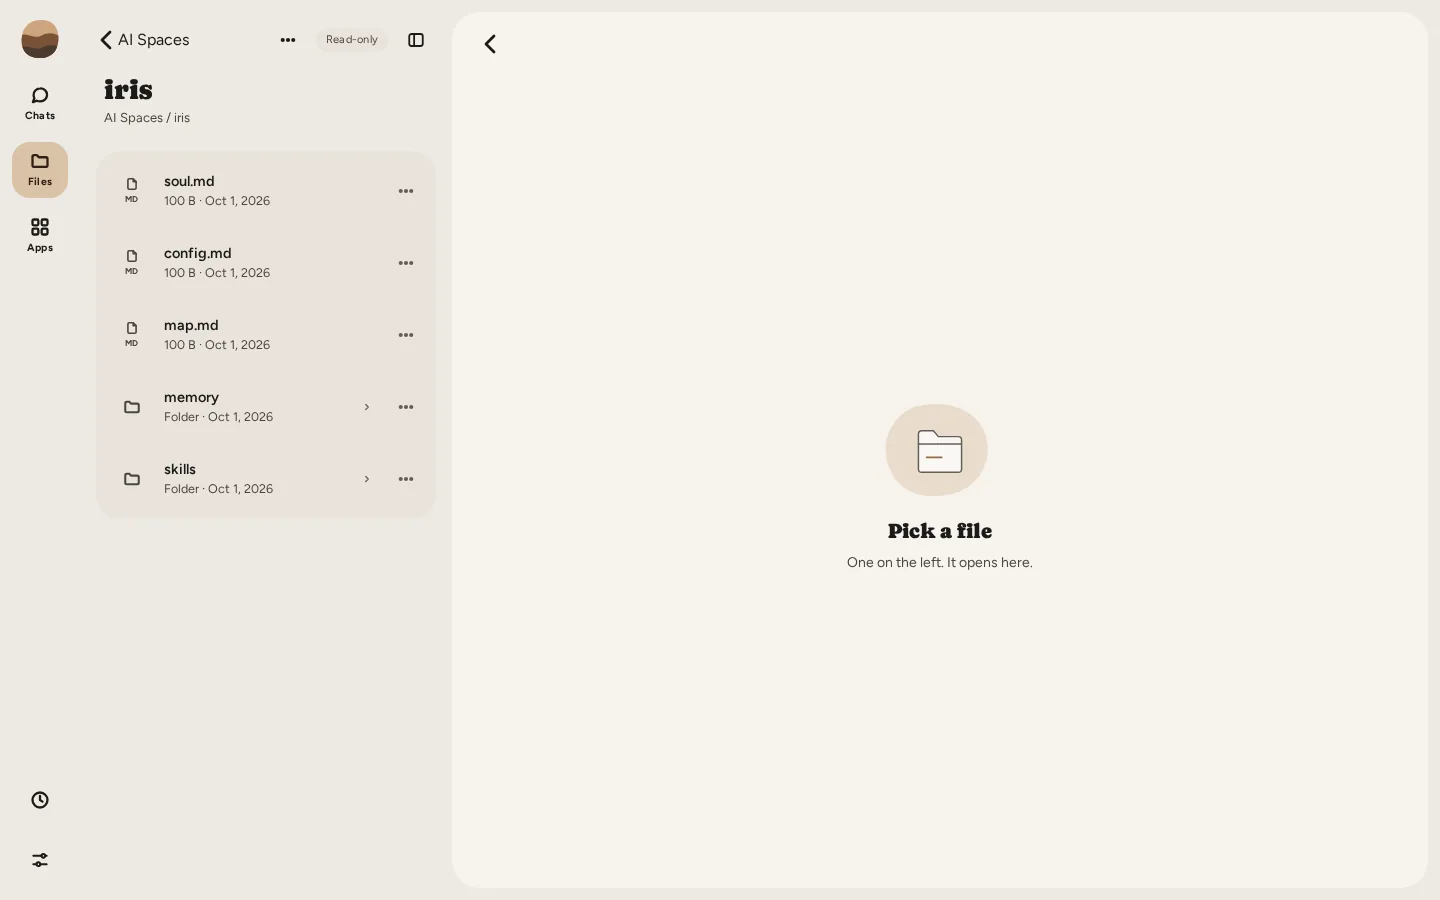 AI Spaces
Read-only
iris
AI Spaces / iris
Chats
Files
Apps
MD
soul.md
100 B · Oct 1, 2026
MD
config.md
100 B · Oct 1, 2026
MD
map.md
100 B · Oct 1, 2026
memory
Folder · Oct 1, 2026
skills
Folder · Oct 1, 2026
Pick a file
One on the left. It opens here.